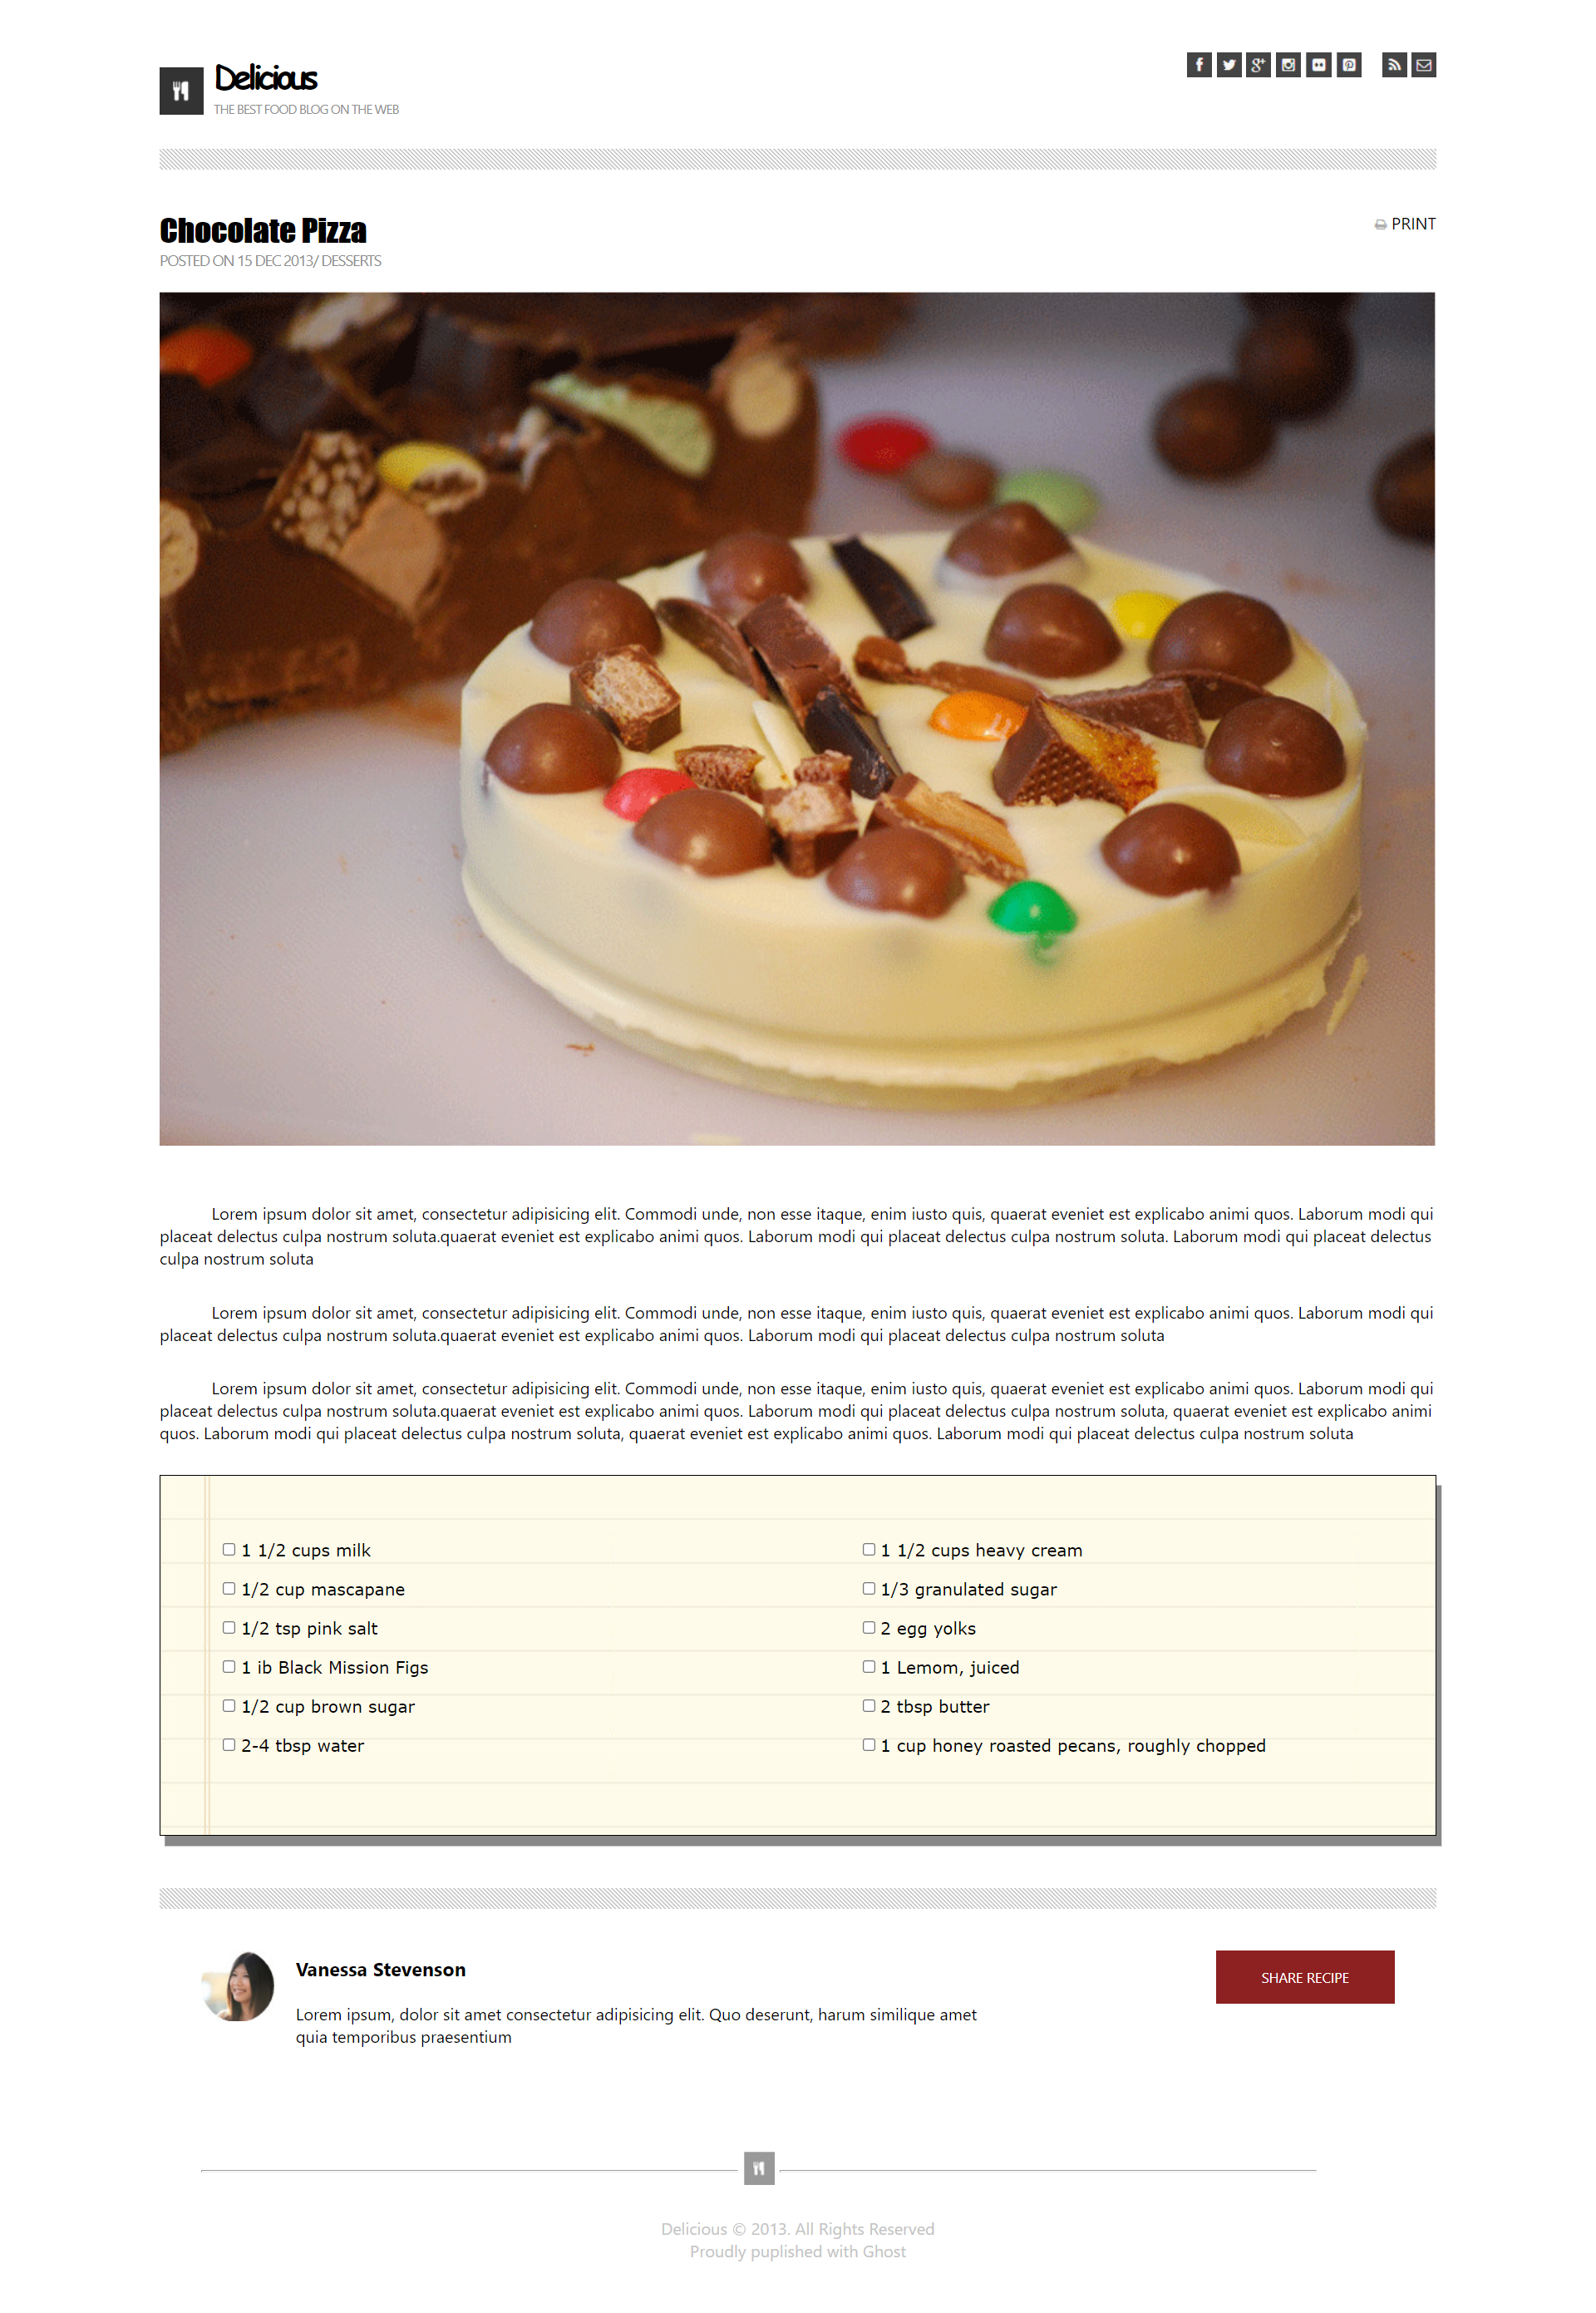 Delicious
THE BEST FOOD BLOG ON THE WEB
Chocolate Pizza
PRINT
POSTED ON 15 DEC 2013/ DESSERTS
Lorem ipsum dolor sit amet, consectetur adipisicing elit. Commodi unde, non esse itaque, enim iusto quis, quaerat eveniet est explicabo animi quos. Laborum modi qui
placeat delectus culpa nostrum soluta.quaerat eveniet est explicabo animi quos. Laborum modi qui placeat delectus culpa nostrum soluta. Laborum modi qui placeat delectus
culpa nostrum soluta
Lorem ipsum dolor sit amet, consectetur adipisicing elit. Commodi unde, non esse itaque, enim iusto quis, quaerat eveniet est explicabo animi quos. Laborum modi qui
placeat delectus culpa nostrum soluta.quaerat eveniet est explicabo animi quos. Laborum modi qui placeat delectus culpa nostrum soluta
Lorem ipsum dolor sit amet, consectetur adipisicing elit. Commodi unde, non esse itaque, enim iusto quis, quaerat eveniet est explicabo animi quos. Laborum modi qui
placeat delectus culpa nostrum soluta.quaerat eveniet est explicabo animi quos. Laborum modi qui placeat delectus culpa nostrum soluta, quaerat eveniet est explicabo animi
quos. Laborum modi qui placeat delectus culpa nostrum soluta, quaerat eveniet est explicabo animi quos. Laborum modi qui placeat delectus culpa nostrum soluta
1 1/2 cups milk
1/2 cup mascapane
1/2 tsp pink salt
1 ib Black Mission Figs
1/2 cup brown sugar
2-4 tbsp water
1 1/2 cups heavy cream
1/3 granulated sugar
2 egg yolks
1 Lemom, juiced
2 tbsp butter
1 cup honey roasted pecans, roughly chopped
Vanessa Stevenson
Lorem ipsum, dolor sit amet consectetur adipisicing elit. Quo deserunt, harum similique amet
quia temporibus praesentium
SHARE RECIPE
Delicious © 2013. All Rights Reserved
Proudly puplished with Ghost